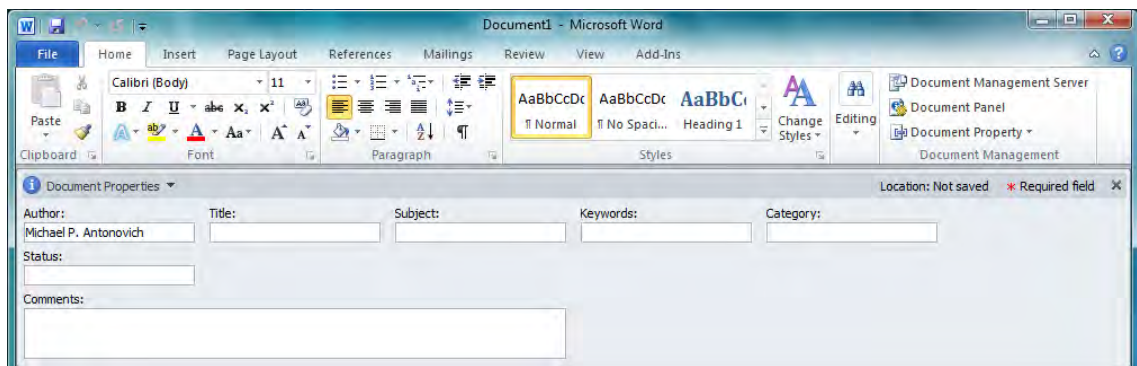 Document1 - Microsoft Word
File Home Insert Page Layout References Mailings Review View Add-Ins
Calibri (Body) 11
AaBbCcDc AaBbCcDc AaBbC
¶ Normal ¶ No Spaci... Heading 1
Paste
Change Styles
Editing
Document Management Server
Document Panel
Document Property
Clipboard Font Paragraph Styles Document Management
Document Properties Location: Not saved * Required field
Author: Title: Subject: Keywords: Category:
Michael P. Antonovich
Status:
Comments: